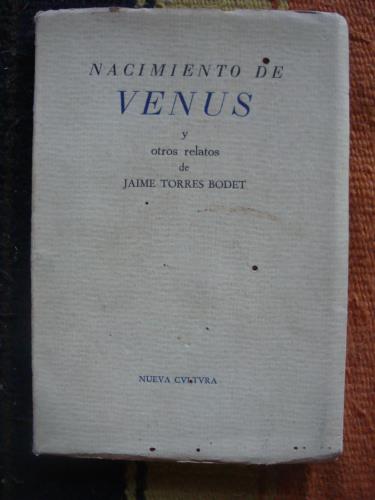 NACIMIENTO DE
VENUS
y
otros relatos
de
JAIME TORRES BODET
NUEVA CVLTVRA